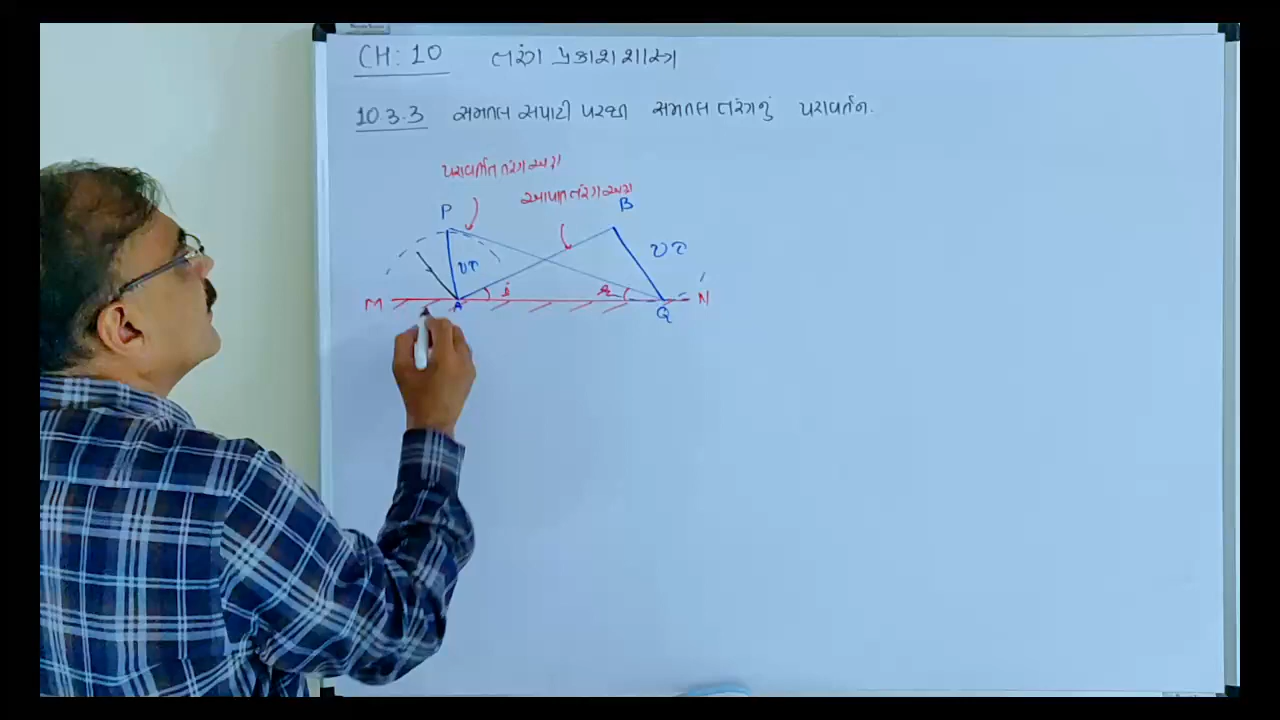 CH: 10 તરંગ પ્રકાશશાસ્ત્ર
10.3.3 સમતલ સપાટી પરથી સમતલ તરંગનું પરાવર્તન.
પરાવર્તિત તરંગઅગ્ર
આપાત તરંગઅગ્ર
P B
vτ vτ
M A i r Q N